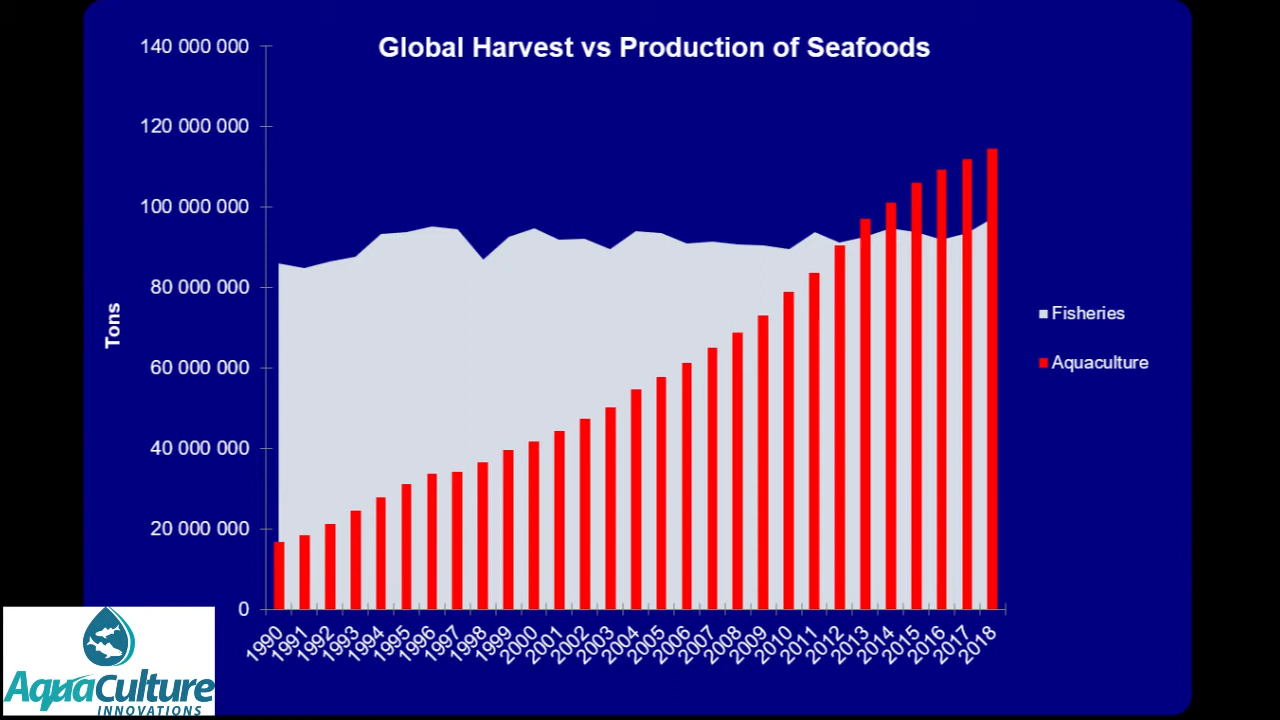 Global Harvest vs Production of Seafoods
140 000 000
120 000 000
100 000 000
80 000 000
60 000 000
40 000 000
20 000 000
0
Tons
1990
1991
1992
1993
1994
1995
1996
1997
1998
1999
2000
2001
2002
2003
2004
2005
2006
2007
2008
2009
2010
2011
2012
2013
2014
2015
2016
2017
2018
Fisheries
Aquaculture
AquaCulture
INNOVATIONS